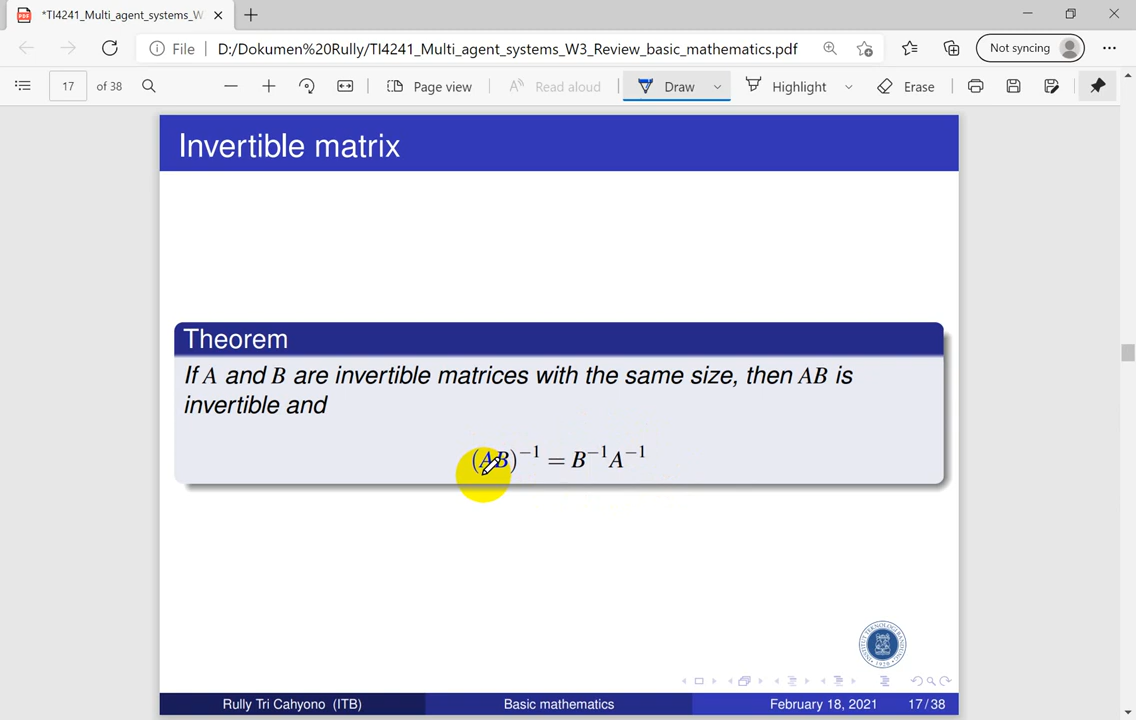 *TI4241_Multi_agent_systems_W
File
D:/Dokumen%20Rully/TI4241_Multi_agent_systems_W3_Review_basic_mathematics.pdf
Not syncing
17 of 38
Page view
Read aloud
Draw
Highlight
Erase
Invertible matrix
Theorem
If A and B are invertible matrices with the same size, then AB is
invertible and
(AB)⁻¹ = B⁻¹A⁻¹
Rully Tri Cahyono (ITB)
Basic mathematics
February 18, 2021
17/38